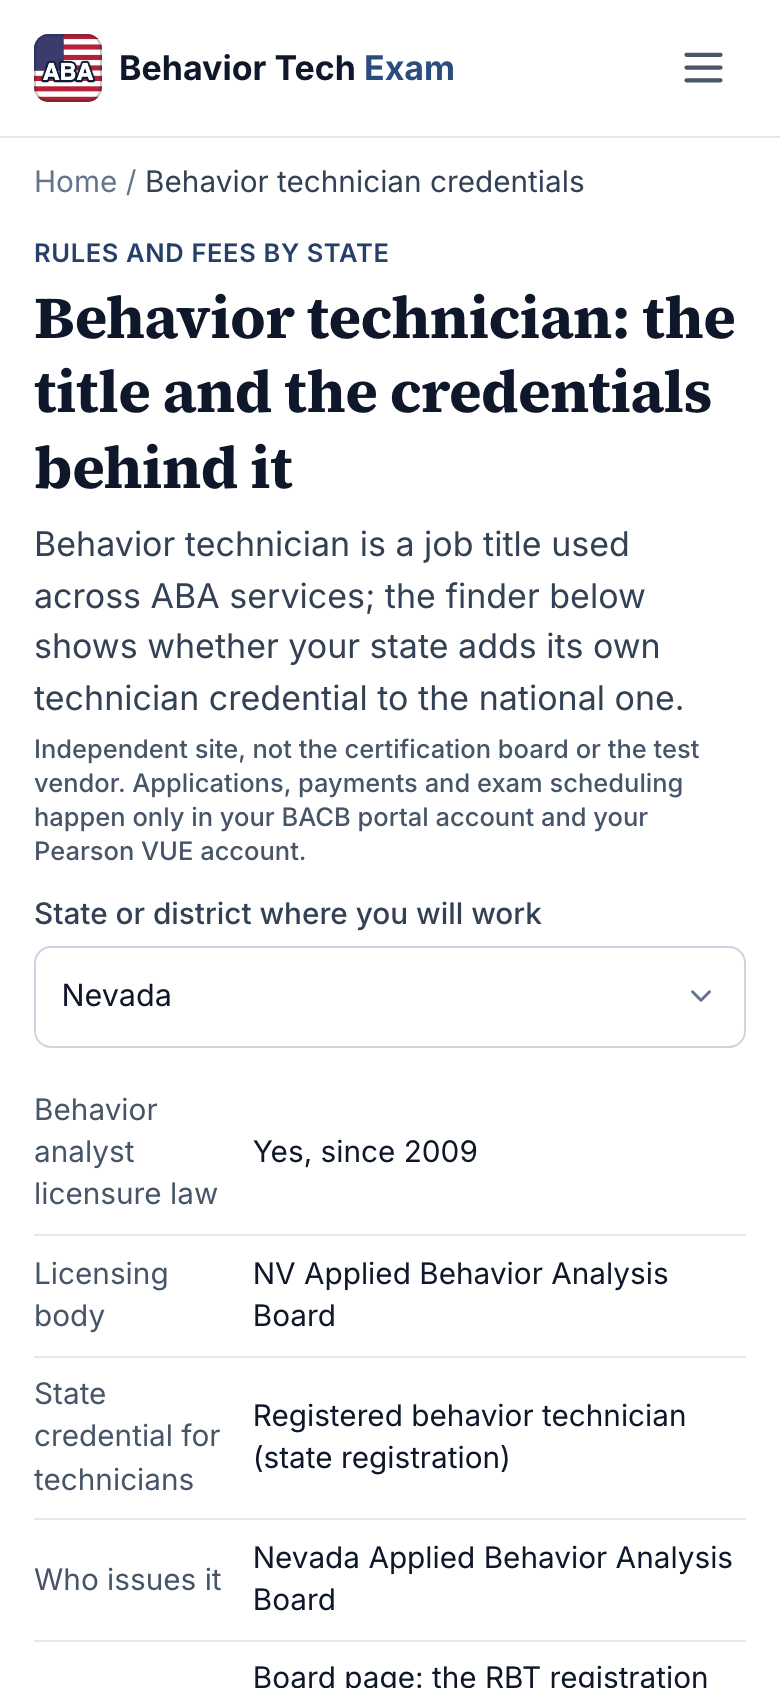 ABA
Behavior Tech Exam
Home / Behavior technician credentials
RULES AND FEES BY STATE
Behavior technician: the
title and the credentials
behind it
Behavior technician is a job title used
across ABA services; the finder below
shows whether your state adds its own
technician credential to the national one.
Independent site, not the certification board or the test
vendor. Applications, payments and exam scheduling
happen only in your BACB portal account and your
Pearson VUE account.
State or district where you will work
Nevada
Behavior
analyst
licensure law
Yes, since 2009
Licensing
body
NV Applied Behavior Analysis
Board
State
credential for
technicians
Registered behavior technician
(state registration)
Who issues it
Nevada Applied Behavior Analysis
Board
Board page: the RBT registration